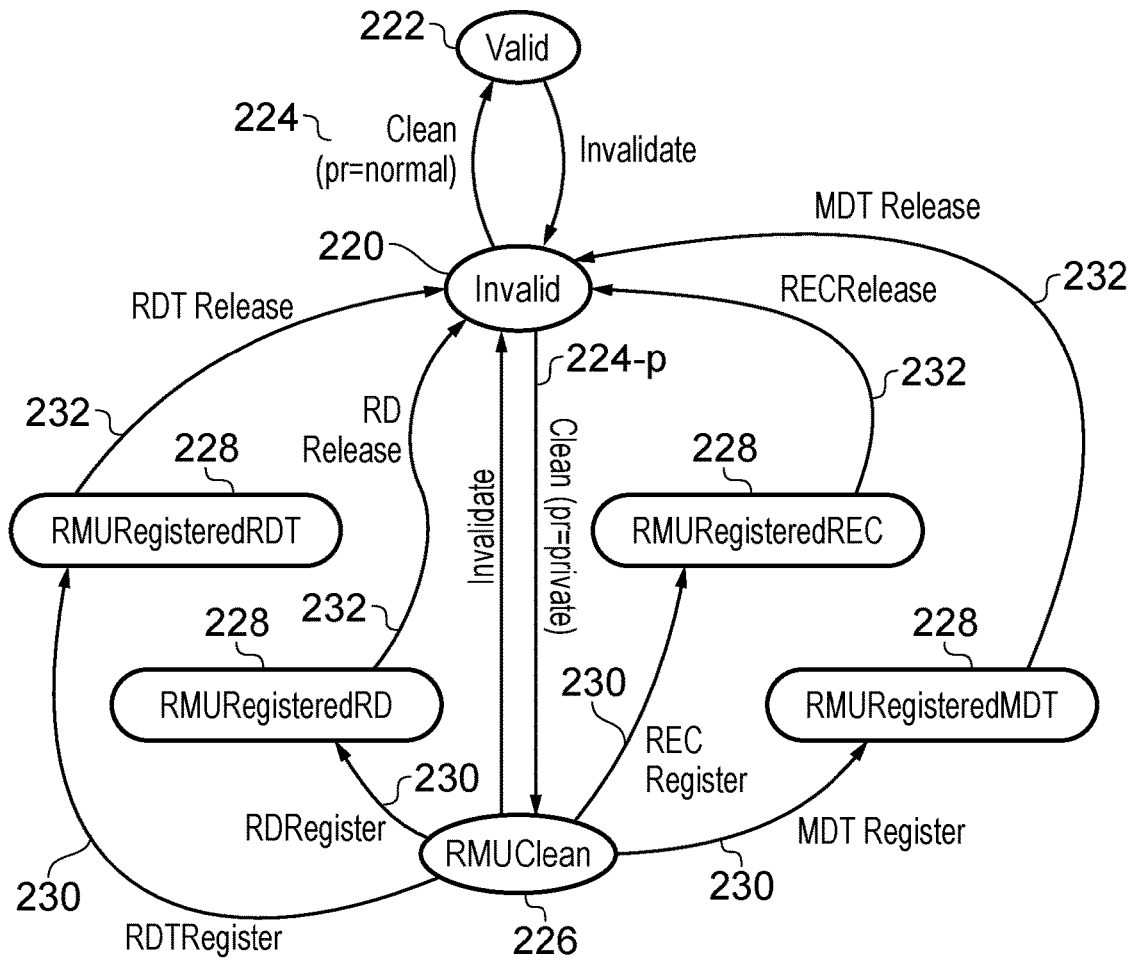 222
Valid
224
Clean
(pr=normal)
Invalidate
MDT Release
220
Invalid
RDT Release
RECRelease
232
224-p
232
RD
Release
232
228
228
Clean (pr=private)
Invalidate
RMURegisteredRDT
RMURegisteredREC
232
228
228
230
RMURegisteredRD
RMURegisteredMDT
REC
Register
230
RDRegister
MDT Register
RMUClean
230
230
RDTRegister
226